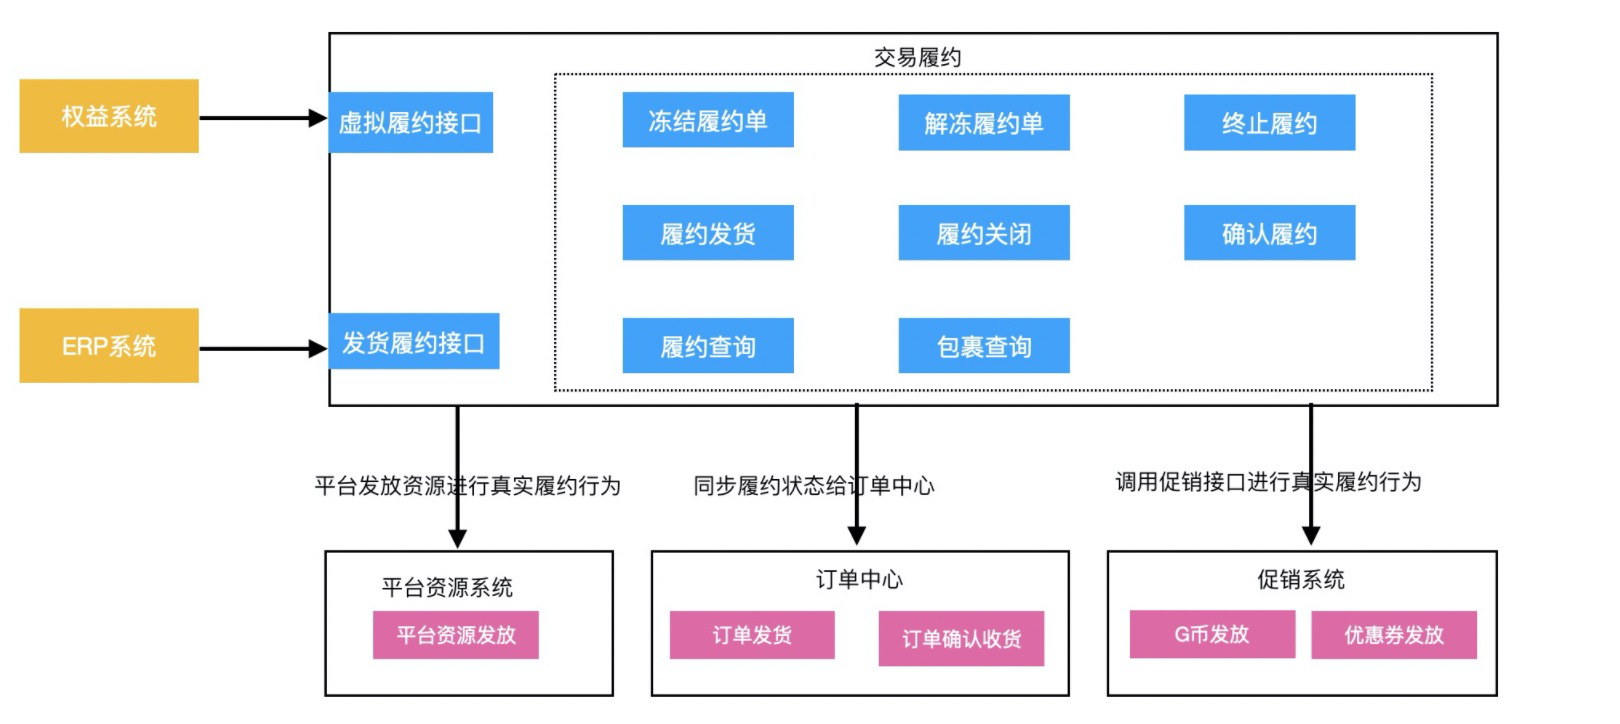 交易履约
权益系统
虚拟履约接口
冻结履约单
解冻履约单
终止履约
履约发货
履约关闭
确认履约
ERP系统
发货履约接口
履约查询
包裹查询
平台发放资源进行真实履约行为
同步履约状态给订单中心
调用促销接口进行真实履约行为
平台资源系统
平台资源发放
订单中心
订单发货
订单确认收货
促销系统
G币发放
优惠券发放